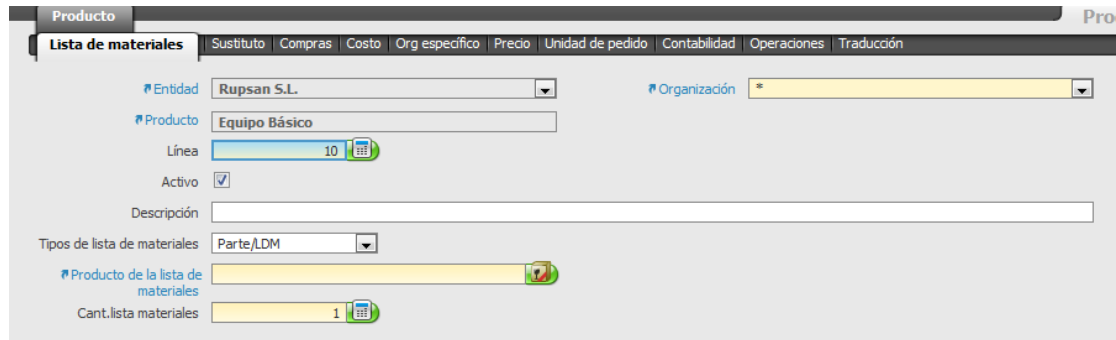 Producto
Pro
Lista de materiales Sustituto Compras Costo Org específico Precio Unidad de pedido Contabilidad Operaciones Traducción
Entidad Rupsan S.L. Organización *
Producto Equipo Básico
Línea 10
Activo
Descripción
Tipos de lista de materiales Parte/LDM
Producto de la lista de
materiales
Cant.lista materiales 1